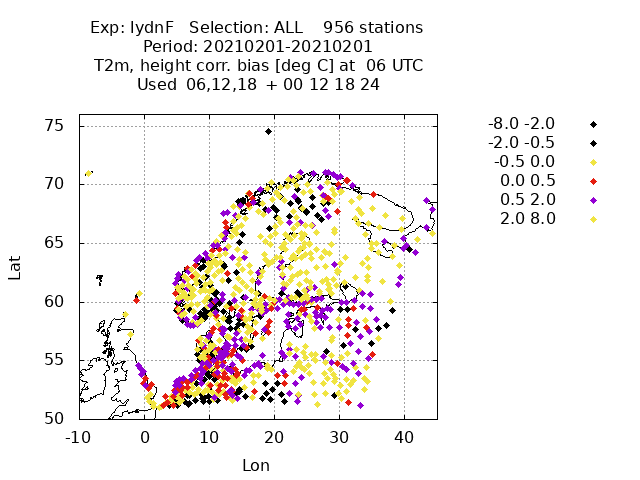 Exp: IydnF   Selection: ALL    956 stations
Period: 20210201-20210201
T2m, height corr. bias [deg C] at  06 UTC
Used  06,12,18  + 00 12 18 24
-8.0 -2.0
-2.0 -0.5
-0.5 0.0
0.0 0.5
0.5 2.0
2.0 8.0
75
70
65
60
55
50
Lat
-10 0 10 20 30 40
Lon